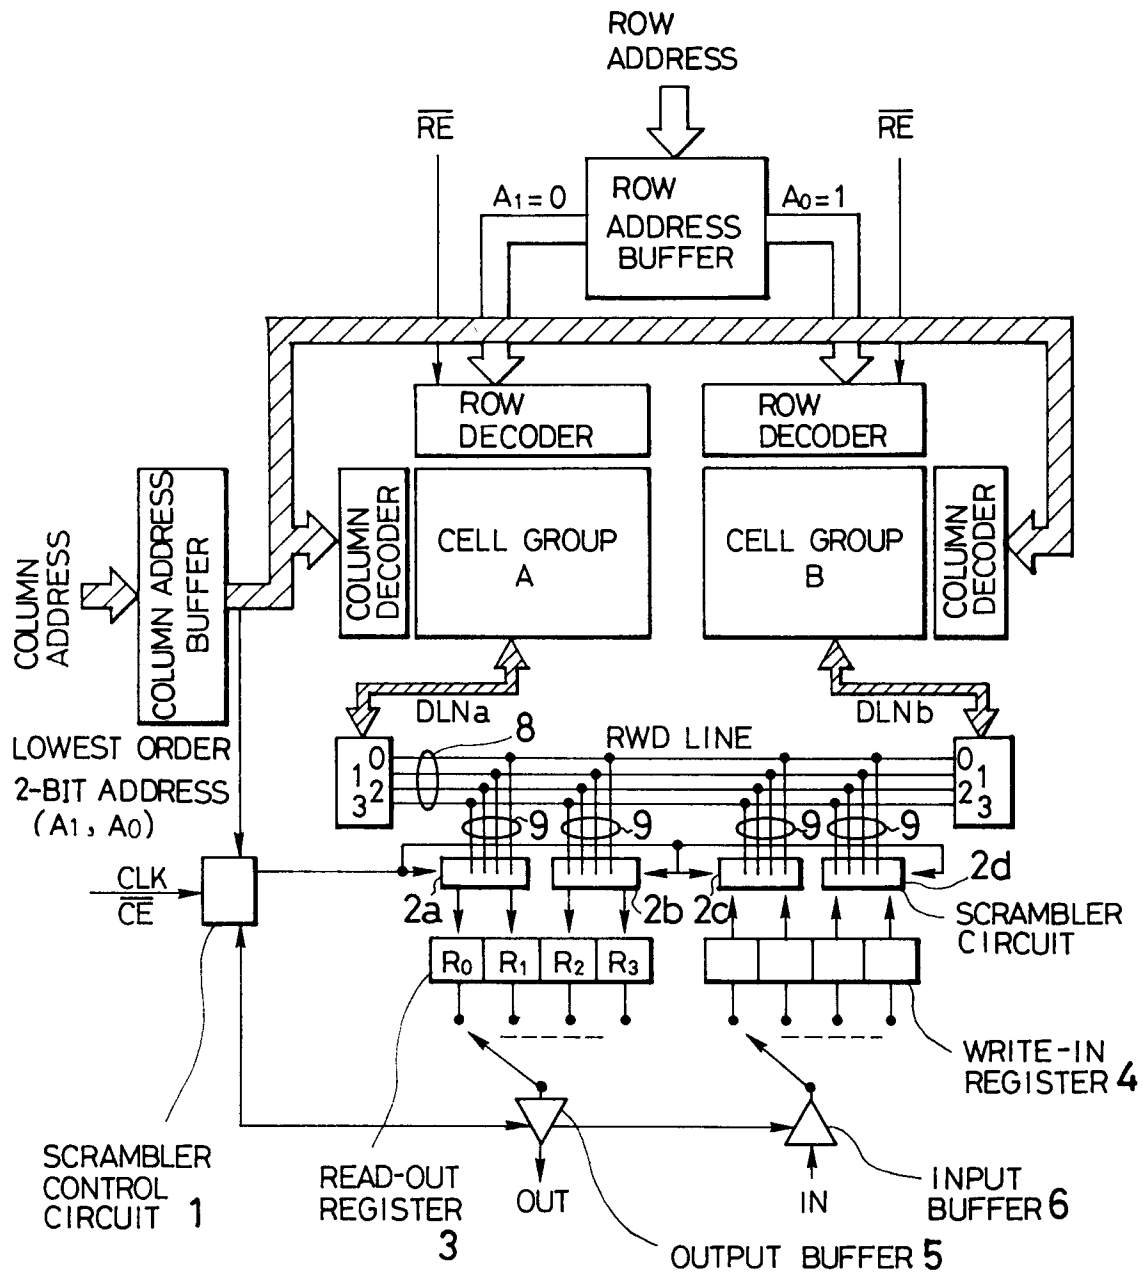 ROW
ADDRESS
R̅E̅
R̅E̅
ROW
ADDRESS
BUFFER
A1=0
A0=1
ROW
DECODER
ROW
DECODER
COLUMN
ADDRESS
COLUMN ADDRESS
BUFFER
COLUMN
DECODER
CELL GROUP
A
CELL GROUP
B
COLUMN
DECODER
DLNa
DLNb
LOWEST ORDER
2-BIT ADDRESS
(A1, A0)
8
RWD LINE
0
1
2
3
0
1
2
3
9
9
9
9
CLK
C̅E̅
2a
2b
2c
2d
SCRAMBLER
CIRCUIT
R0
R1
R2
R3
WRITE-IN
REGISTER 4
SCRAMBLER
CONTROL
CIRCUIT 1
READ-OUT
REGISTER
3
OUT
IN
INPUT
BUFFER 6
OUTPUT BUFFER 5